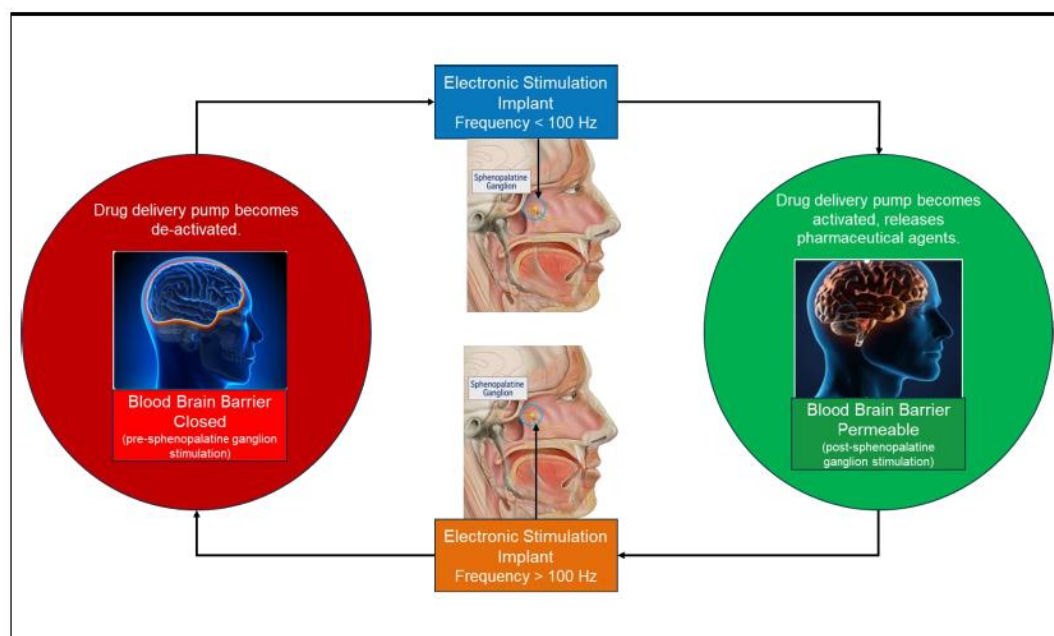 Electronic Stimulation
Implant
Frequency < 100 Hz
Sphenopalatine
Ganglion
Drug delivery pump becomes
de-activated.
Blood Brain Barrier
Closed
(pre-sphenopalatine ganglion
stimulation)
Drug delivery pump becomes
activated, releases
pharmaceutical agents.
Blood Brain Barrier
Permeable
(post-sphenopalatine
ganglion stimulation)
Sphenopalatine
Ganglion
Electronic Stimulation
Implant
Frequency > 100 Hz